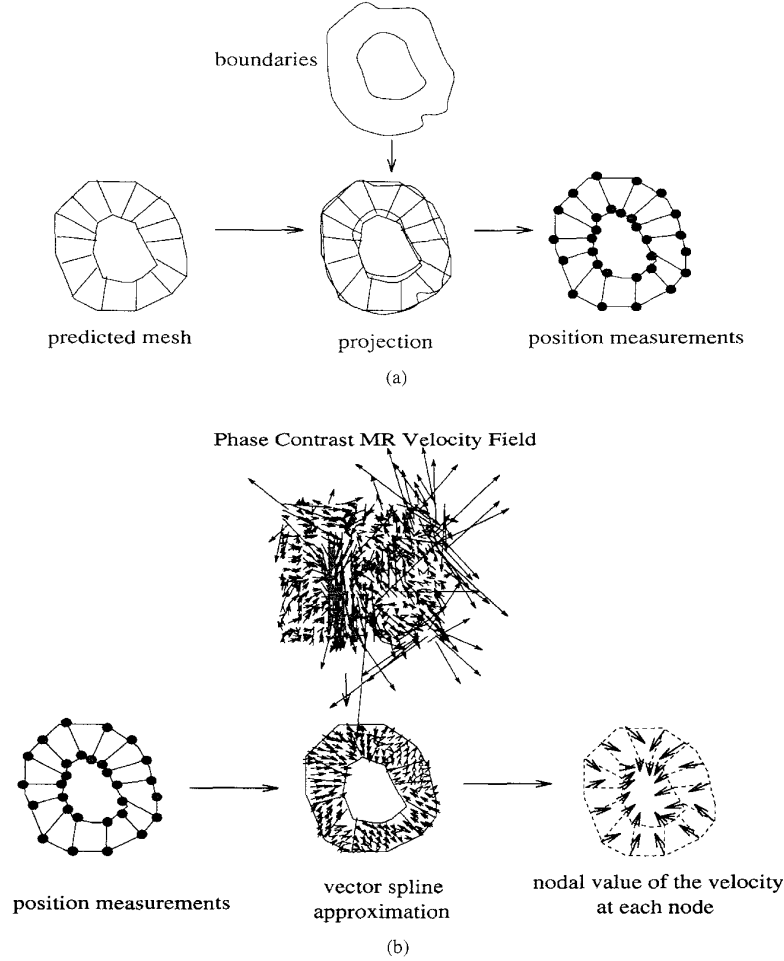 boundaries
predicted mesh
projection
position measurements
(a)
Phase Contrast MR Velocity Field
position measurements
vector spline
approximation
nodal value of the velocity
at each node
(b)